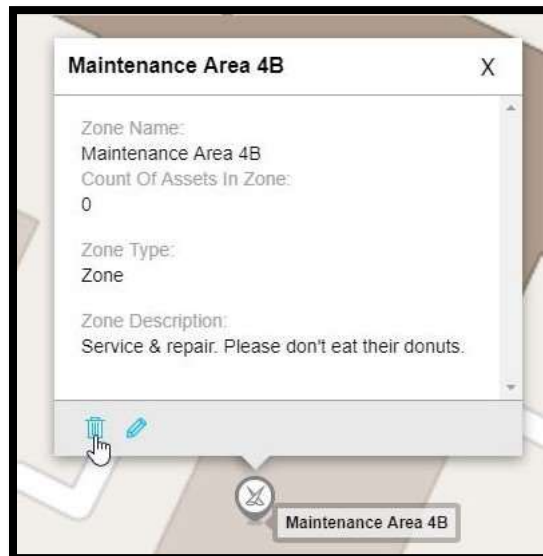 Maintenance Area 4B
X
Zone Name:
Maintenance Area 4B
Count Of Assets In Zone:
0
Zone Type:
Zone
Zone Description:
Service & repair. Please don't eat their donuts.
Maintenance Area 4B